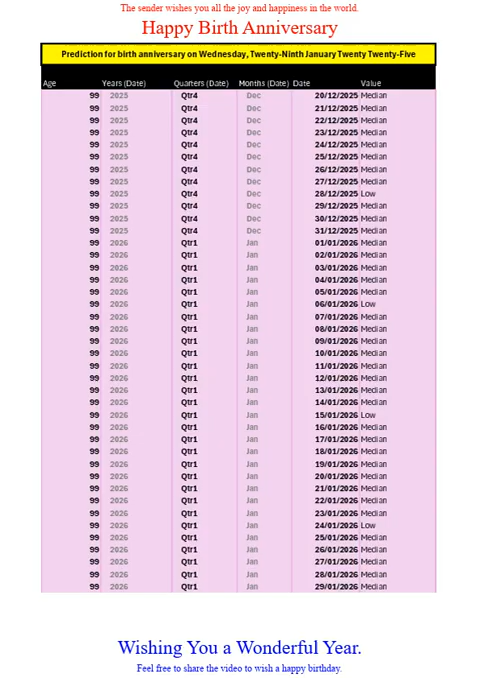 The sender wishes you all the joy and happiness in the world.
Happy Birth Anniversary
Prediction for birth anniversary on Wednesday, Twenty-Ninth January Twenty Twenty-Five
Age Years (Date) Quarters (Date) Months (Date) Date Value
99 2025 Qtr4 Dec 20/12/2025 Median
99 2025 Qtr4 Dec 21/12/2025 Median
99 2025 Qtr4 Dec 22/12/2025 Median
99 2025 Qtr4 Dec 23/12/2025 Median
99 2025 Qtr4 Dec 24/12/2025 Median
99 2025 Qtr4 Dec 25/12/2025 Median
99 2025 Qtr4 Dec 26/12/2025 Median
99 2025 Qtr4 Dec 27/12/2025 Median
99 2025 Qtr4 Dec 28/12/2025 Low
99 2025 Qtr4 Dec 29/12/2025 Median
99 2025 Qtr4 Dec 30/12/2025 Median
99 2025 Qtr4 Dec 31/12/2025 Median
99 2026 Qtr1 Jan 01/01/2026 Median
99 2026 Qtr1 Jan 02/01/2026 Median
99 2026 Qtr1 Jan 03/01/2026 Median
99 2026 Qtr1 Jan 04/01/2026 Median
99 2026 Qtr1 Jan 05/01/2026 Median
99 2026 Qtr1 Jan 06/01/2026 Low
99 2026 Qtr1 Jan 07/01/2026 Median
99 2026 Qtr1 Jan 08/01/2026 Median
99 2026 Qtr1 Jan 09/01/2026 Median
99 2026 Qtr1 Jan 10/01/2026 Median
99 2026 Qtr1 Jan 11/01/2026 Median
99 2026 Qtr1 Jan 12/01/2026 Median
99 2026 Qtr1 Jan 13/01/2026 Median
99 2026 Qtr1 Jan 14/01/2026 Median
99 2026 Qtr1 Jan 15/01/2026 Low
99 2026 Qtr1 Jan 16/01/2026 Median
99 2026 Qtr1 Jan 17/01/2026 Median
99 2026 Qtr1 Jan 18/01/2026 Median
99 2026 Qtr1 Jan 19/01/2026 Median
99 2026 Qtr1 Jan 20/01/2026 Median
99 2026 Qtr1 Jan 21/01/2026 Median
99 2026 Qtr1 Jan 22/01/2026 Median
99 2026 Qtr1 Jan 23/01/2026 Median
99 2026 Qtr1 Jan 24/01/2026 Low
99 2026 Qtr1 Jan 25/01/2026 Median
99 2026 Qtr1 Jan 26/01/2026 Median
99 2026 Qtr1 Jan 27/01/2026 Median
99 2026 Qtr1 Jan 28/01/2026 Median
99 2026 Qtr1 Jan 29/01/2026 Median
Wishing You a Wonderful Year.
Feel free to share the video to wish a happy birthday.